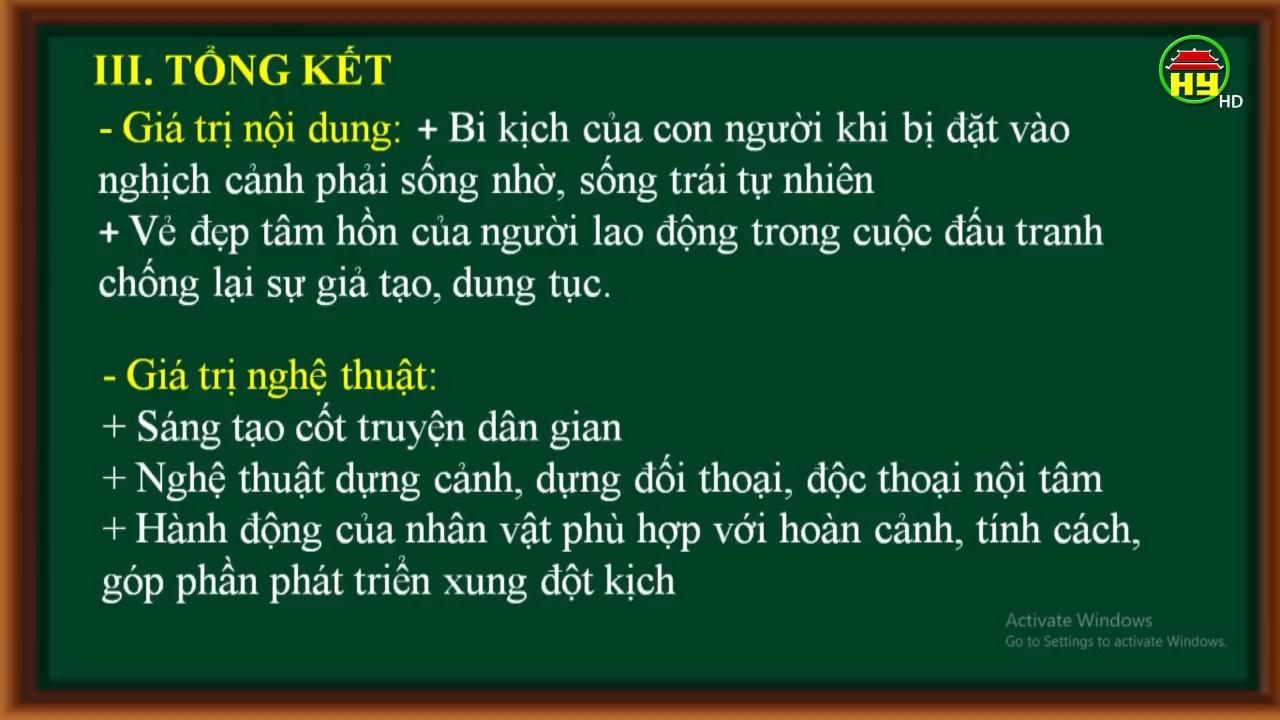 III. TỔNG KẾT
HY
HD
- Giá trị nội dung: + Bi kịch của con người khi bị đặt vào
nghịch cảnh phải sống nhờ, sống trái tự nhiên
+ Vẻ đẹp tâm hồn của người lao động trong cuộc đấu tranh
chống lại sự giả tạo, dung tục.
- Giá trị nghệ thuật:
+ Sáng tạo cốt truyện dân gian
+ Nghệ thuật dựng cảnh, dựng đối thoại, độc thoại nội tâm
+ Hành động của nhân vật phù hợp với hoàn cảnh, tính cách,
góp phần phát triển xung đột kịch
Activate Windows
Go to Settings to activate Windows.